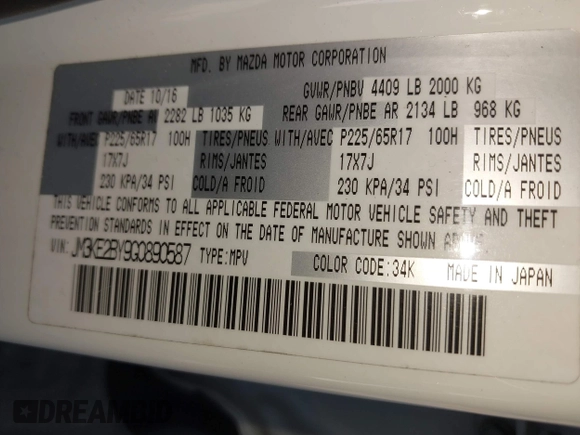 MFD. BY MAZDA MOTOR CORPORATION
DATE 10/16 GVWR/PNBV 4409 LB 2000 KG
FRONT GAWR/PNBE AV 2282 LB 1035 KG REAR GAWR/PNBE AR 2134 LB 968 KG
WITH/AVEC P225/65R17 100H TIRES/PNEUS WITH/AVEC P225/65R17 100H TIRES/PNEUS
17X7J RIMS/JANTES 17X7J RIMS/JANTES
230 KPA/34 PSI COLD/A FROID 230 KPA/34 PSI COLD/A FROID
THIS VEHICLE CONFORMS TO ALL APPLICABLE FEDERAL MOTOR VEHICLE SAFETY AND THEFT
PREVENTION STANDARDS IN EFFECT ON THE DATE OF MANUFACTURE SHOWN ABOVE.
VIN: JM3KE2BY9G0890587 TYPE:MPV COLOR CODE:34K MADE IN JAPAN
DREAMBID